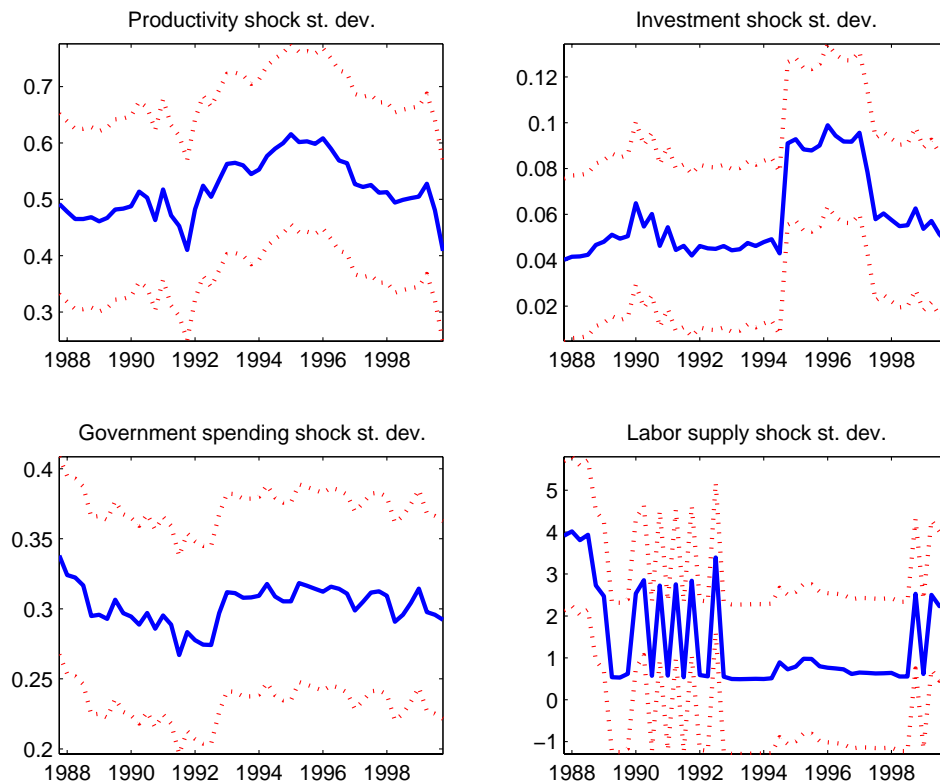 Productivity shock st. dev.
0.7
0.6
0.5
0.4
0.3
1988 1990 1992 1994 1996 1998
Investment shock st. dev.
0.12
0.1
0.08
0.06
0.04
0.02
1988 1990 1992 1994 1996 1998
Government spending shock st. dev.
0.4
0.35
0.3
0.25
0.2
1988 1990 1992 1994 1996 1998
Labor supply shock st. dev.
5
4
3
2
1
0
−1
1988 1990 1992 1994 1996 1998